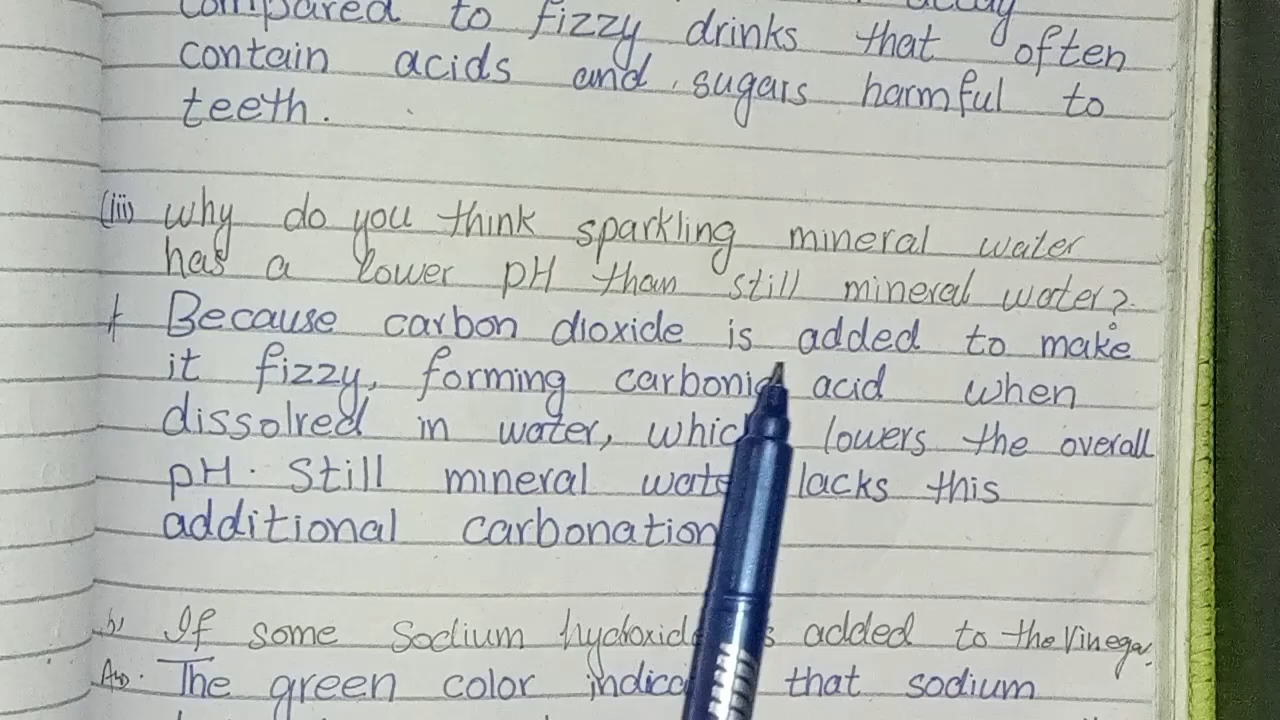 compared to fizzy drinks that often
contain acids and sugars harmful to
teeth.
(iii) why do you think sparkling mineral water
has a lower pH than still mineral water?
Because carbon dioxide is added to make
it fizzy, forming carbonic acid when
dissolved in water, which lowers the overall
pH. Still mineral water lacks this
additional carbonation
b) If some Sodium hydroxide is added to the Vinegar.
Ans. The green color indicates that sodium